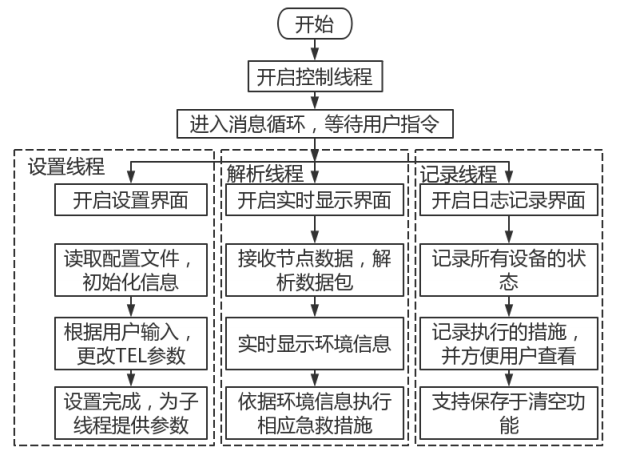 开始
开启控制线程
进入消息循环，等待用户指令
设置线程
开启设置界面
读取配置文件，
初始化信息
根据用户输入，
更改TEL参数
设置完成，为子
线程提供参数
解析线程
开启实时显示界面
接收节点数据，解
析数据包
实时显示环境信息
依据环境信息执行
相应急救措施
记录线程
开启日志记录界面
记录所有设备的状
态
记录执行的措施，
并方便用户查看
支持保存于清空功
能